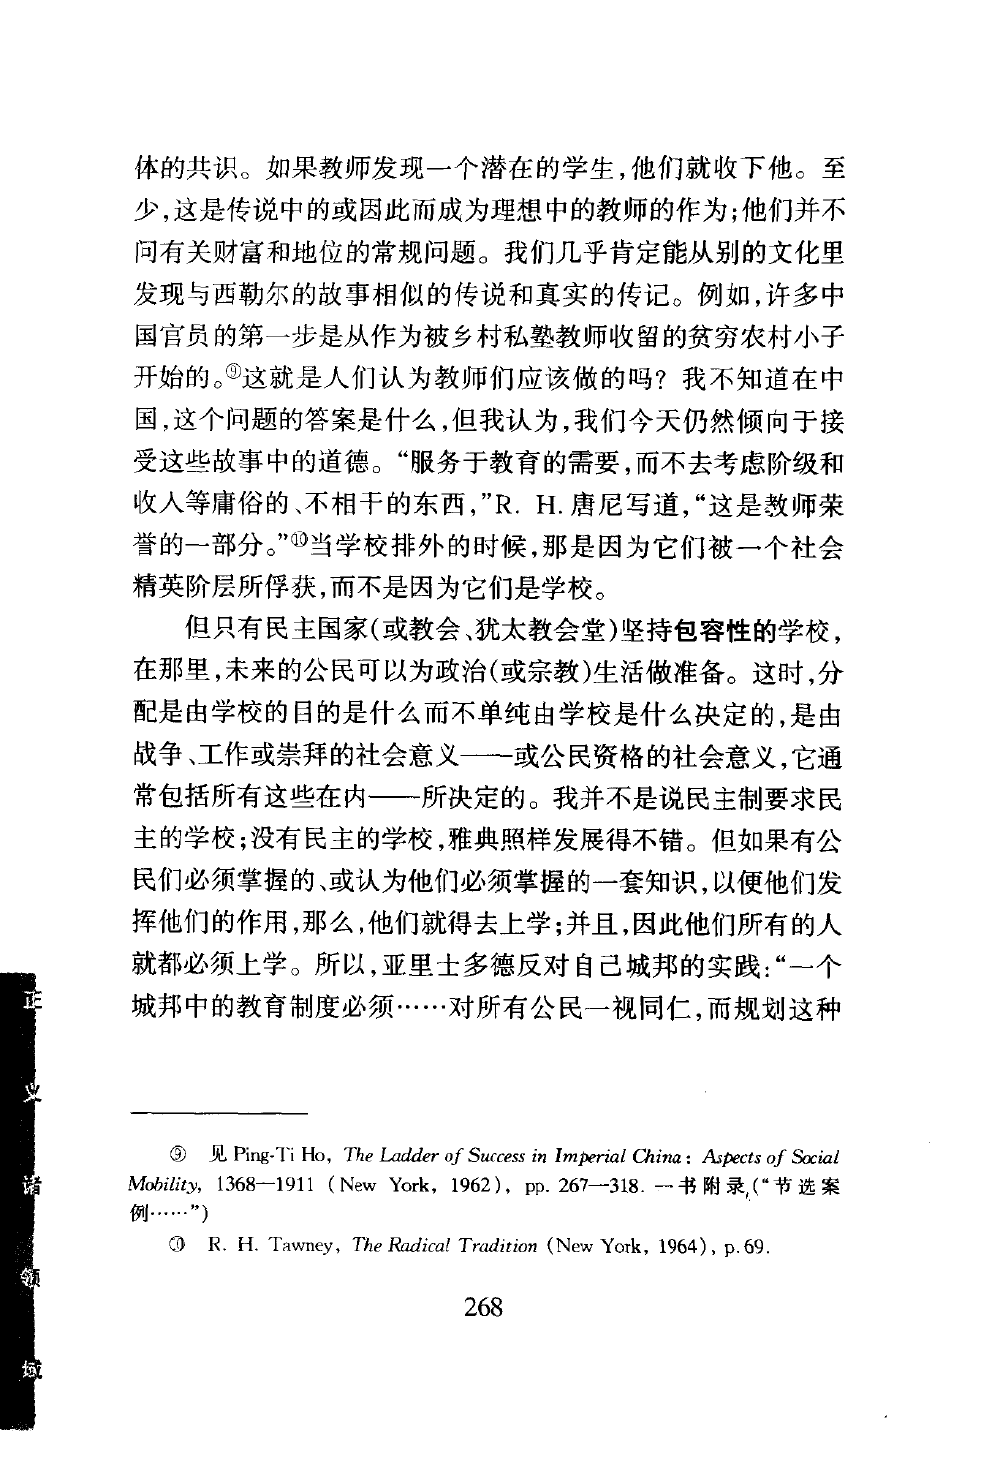 体的共识。如果教师发现一个潜在的学生,他们就收下他。至
少,这是传说中的或因此而成为理想中的教师的作为;他们并不
问有关财富和地位的常规问题。我们几乎肯定能从别的文化里
发现与西勒尔的故事相似的传说和真实的传记。例如,许多中
国官员的第一步是从作为被乡村私塾教师收留的贫穷农村小子
开始的。⑨这就是人们认为教师们应该做的吗?我不知道在中
国,这个问题的答案是什么,但我认为,我们今天仍然倾向于接
受这些故事中的道德。“服务于教育的需要,而不去考虑阶级和
收入等庸俗的、不相干的东西,”R. H. 唐尼写道,“这是教师荣
誉的一部分。”⑩当学校排外的时候,那是因为它们被一个社会
精英阶层所俘获,而不是因为它们是学校。
但只有民主国家(或教会、犹太教会堂)坚持包容性的学校,
在那里,未来的公民可以为政治(或宗教)生活做准备。这时,分
配是由学校的目的是什么而不单纯由学校是什么决定的,是由
战争、工作或崇拜的社会意义——或公民资格的社会意义,它通
常包括所有这些在内——所决定的。我并不是说民主制要求民
主的学校;没有民主的学校,雅典照样发展得不错。但如果有公
民们必须掌握的、或认为他们必须掌握的一套知识,以便他们发
挥他们的作用,那么,他们就得去上学;并且,因此他们所有的人
就都必须上学。所以,亚里士多德反对自己城邦的实践:“一个
城邦中的教育制度必须……对所有公民一视同仁,而规划这种
⑨ 见 Ping-Ti Ho, The Ladder of Success in Imperial China: Aspects of Social
Mobility, 1368—1911 (New York, 1962), pp. 267—318. 一书附录,(“节选案
例……”)
⑩ R. H. Tawney, The Radical Tradition (New York, 1964), p.69.
268
正
义
诸
领
域